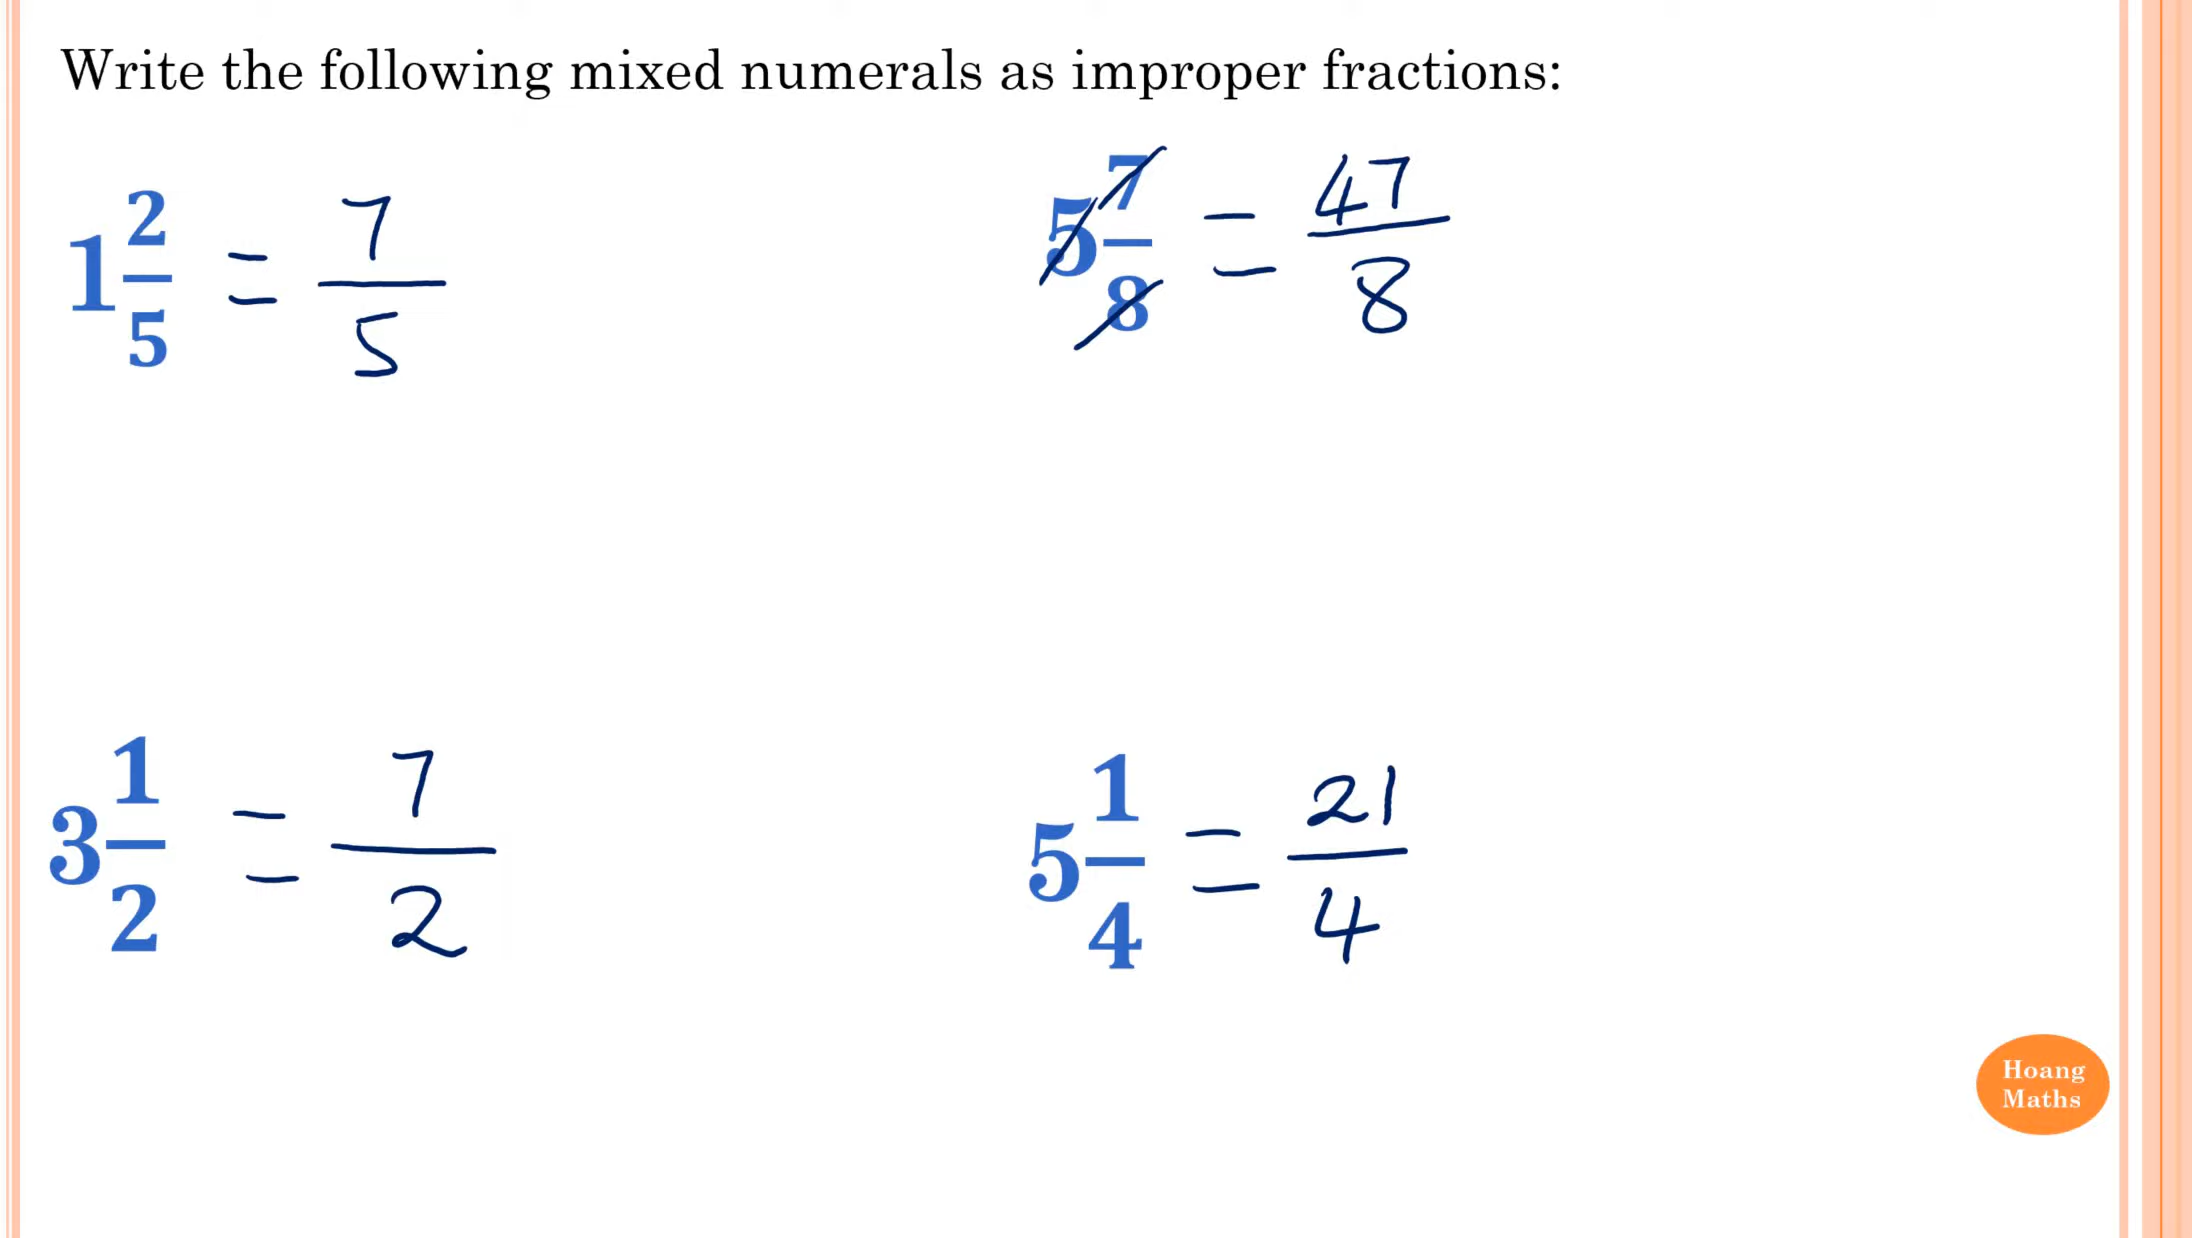 Write the following mixed numerals as improper fractions:
1 2/5 = 7/5
5 7/8 = 47/8
3 1/2 = 7/2
5 1/4 = 21/4
Hoang
Maths